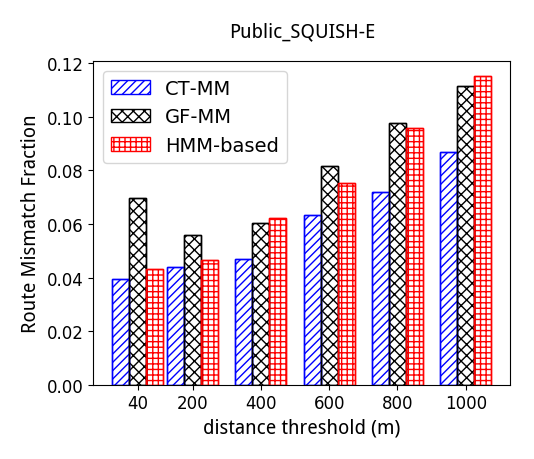 Public_SQUISH-E
CT-MM
GF-MM
HMM-based
Route Mismatch Fraction
0.12
0.10
0.08
0.06
0.04
0.02
0.00
40 200 400 600 800 1000
distance threshold (m)